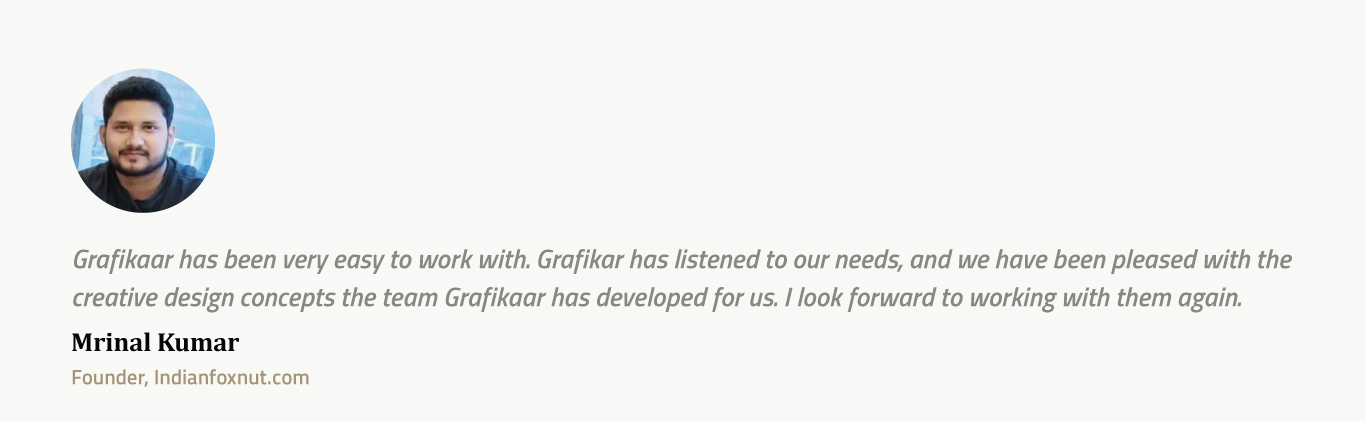 Grafikaar has been very easy to work with. Grafikar has listened to our needs, and we have been pleased with the
creative design concepts the team Grafikaar has developed for us. I look forward to working with them again.
Mrinal Kumar
Founder, Indianfoxnut.com